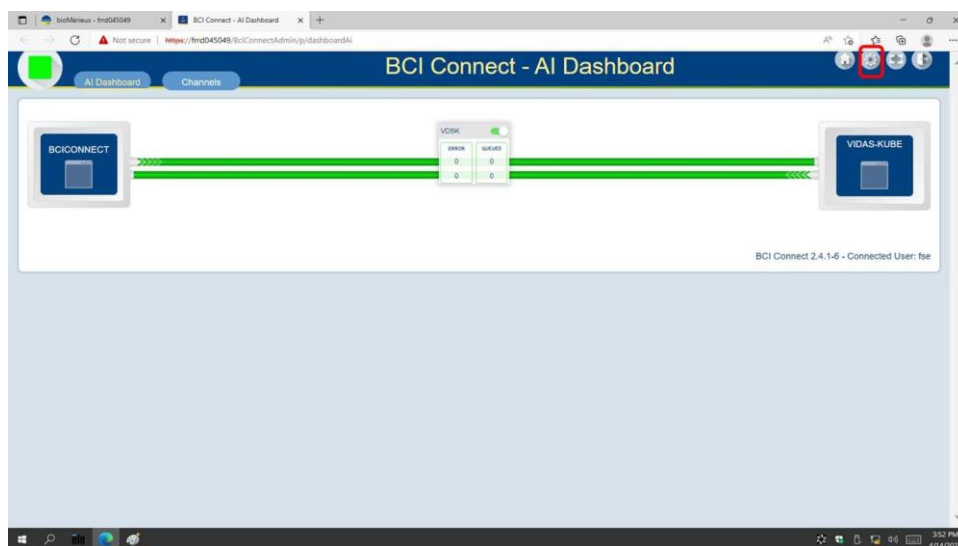 bioMérieux - frrd045049
BCI Connect - AI Dashboard
Not secure
https://frrd045049/BciConnectAdmin/p/dashboardAi
BCI Connect - AI Dashboard
AI Dashboard
Channels
BCICONNECT
VDSK
ERROR QUEUED
0 0
0 0
VIDAS-KUBE
BCI Connect 2.4.1-6 - Connected User: fse
3:52 PM